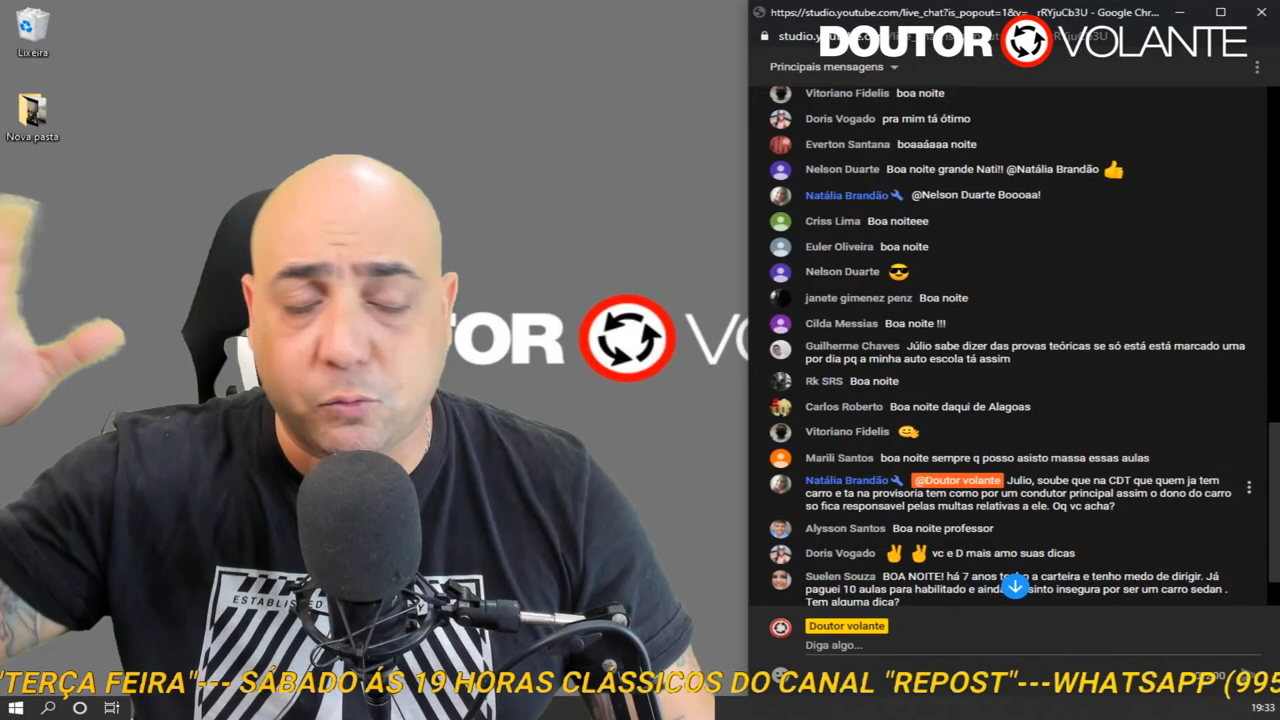 Lixeira
Nova pasta
https://studio.youtube.com/live_chat?is_popout=1&v=
rRYjuCb3U - Google Chr...
studio.
DOUTOR VOLANTE
Principais mensagens
Vitoriano Fidelis boa noite
Doris Vogado pra mim tá ótimo
Everton Santana boaaáaaa noite
Nelson Duarte Boa noite grande Nati!! @Natália Brandão 👍
Natália Brandão @Nelson Duarte Boooaa!
Criss Lima Boa noiteee
Euler Oliveira boa noite
Nelson Duarte 😎
janete gimenez penz Boa noite
Cilda Messias Boa noite !!!
Guilherme Chaves Júlio sabe dizer das provas teóricas se só está está marcado uma
por dia pq a minha auto escola tá assim
Rk SRS Boa noite
Carlos Roberto Boa noite daqui de Alagoas
Vitoriano Fidelis
Marili Santos boa noite sempre q posso asisto massa essas aulas
Natália Brandão @Doutor volante Julio, soube que na CDT que quem ja tem
carro e ta na provisoria tem como por um condutor principal assim o dono do carro
so fica responsavel pelas multas relativas a ele. Oq vc acha?
Alysson Santos Boa noite professor
Doris Vogado ✌ ✌ vc e D mais amo suas dicas
Suelen Souza BOA NOITE! há 7 anos a carteira e tenho medo de dirigir. Já
paguei 10 aulas para habilitado e sinto insegura por ser um carro sedan .
Tem alguma dica?
Doutor volante
Diga algo...
TOR VO
ESTABLISHED
"TERÇA FEIRA"--- SÁBADO ÁS 19 HORAS CLÁSSICOS DO CANAL "REPOST"---WHATSAPP (995
19:33